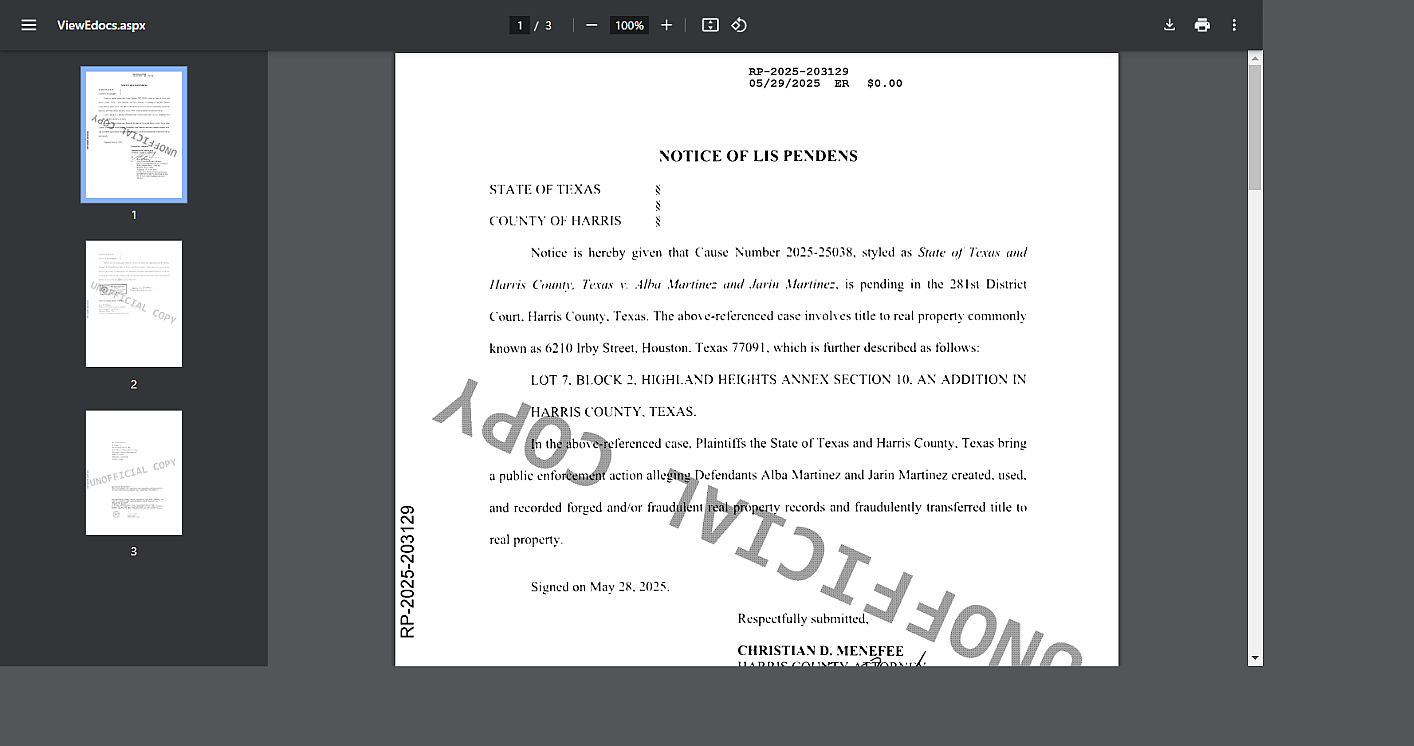 ViewEdocs.aspx
1 / 3
100%
1
2
3
RP-2025-203129
05/29/2025 ER $0.00
NOTICE OF LIS PENDENS
STATE OF TEXAS §
§
COUNTY OF HARRIS §
Notice is hereby given that Cause Number 2025-25038, styled as State of Texas and
Harris County, Texas v. Alba Martinez and Jarin Martinez, is pending in the 281st District
Court, Harris County, Texas. The above-referenced case involves title to real property commonly
known as 6210 Irby Street, Houston, Texas 77091, which is further described as follows:
LOT 7, BLOCK 2, HIGHLAND HEIGHTS ANNEX SECTION 10, AN ADDITION IN
HARRIS COUNTY, TEXAS.
In the above-referenced case, Plaintiffs the State of Texas and Harris County, Texas bring
a public enforcement action alleging Defendants Alba Martinez and Jarin Martinez created, used,
and recorded forged and/or fraudulent real property records and fraudulently transferred title to
real property.
Signed on May 28, 2025.
Respectfully submitted,
CHRISTIAN D. MENEFEE
HARRIS COUNTY ATTORNEY
RP-2025-203129
UNOFFICIAL COPY
UNOFFICIAL COPY
UNOFFICIAL COPY
UNOFFICIAL COPY